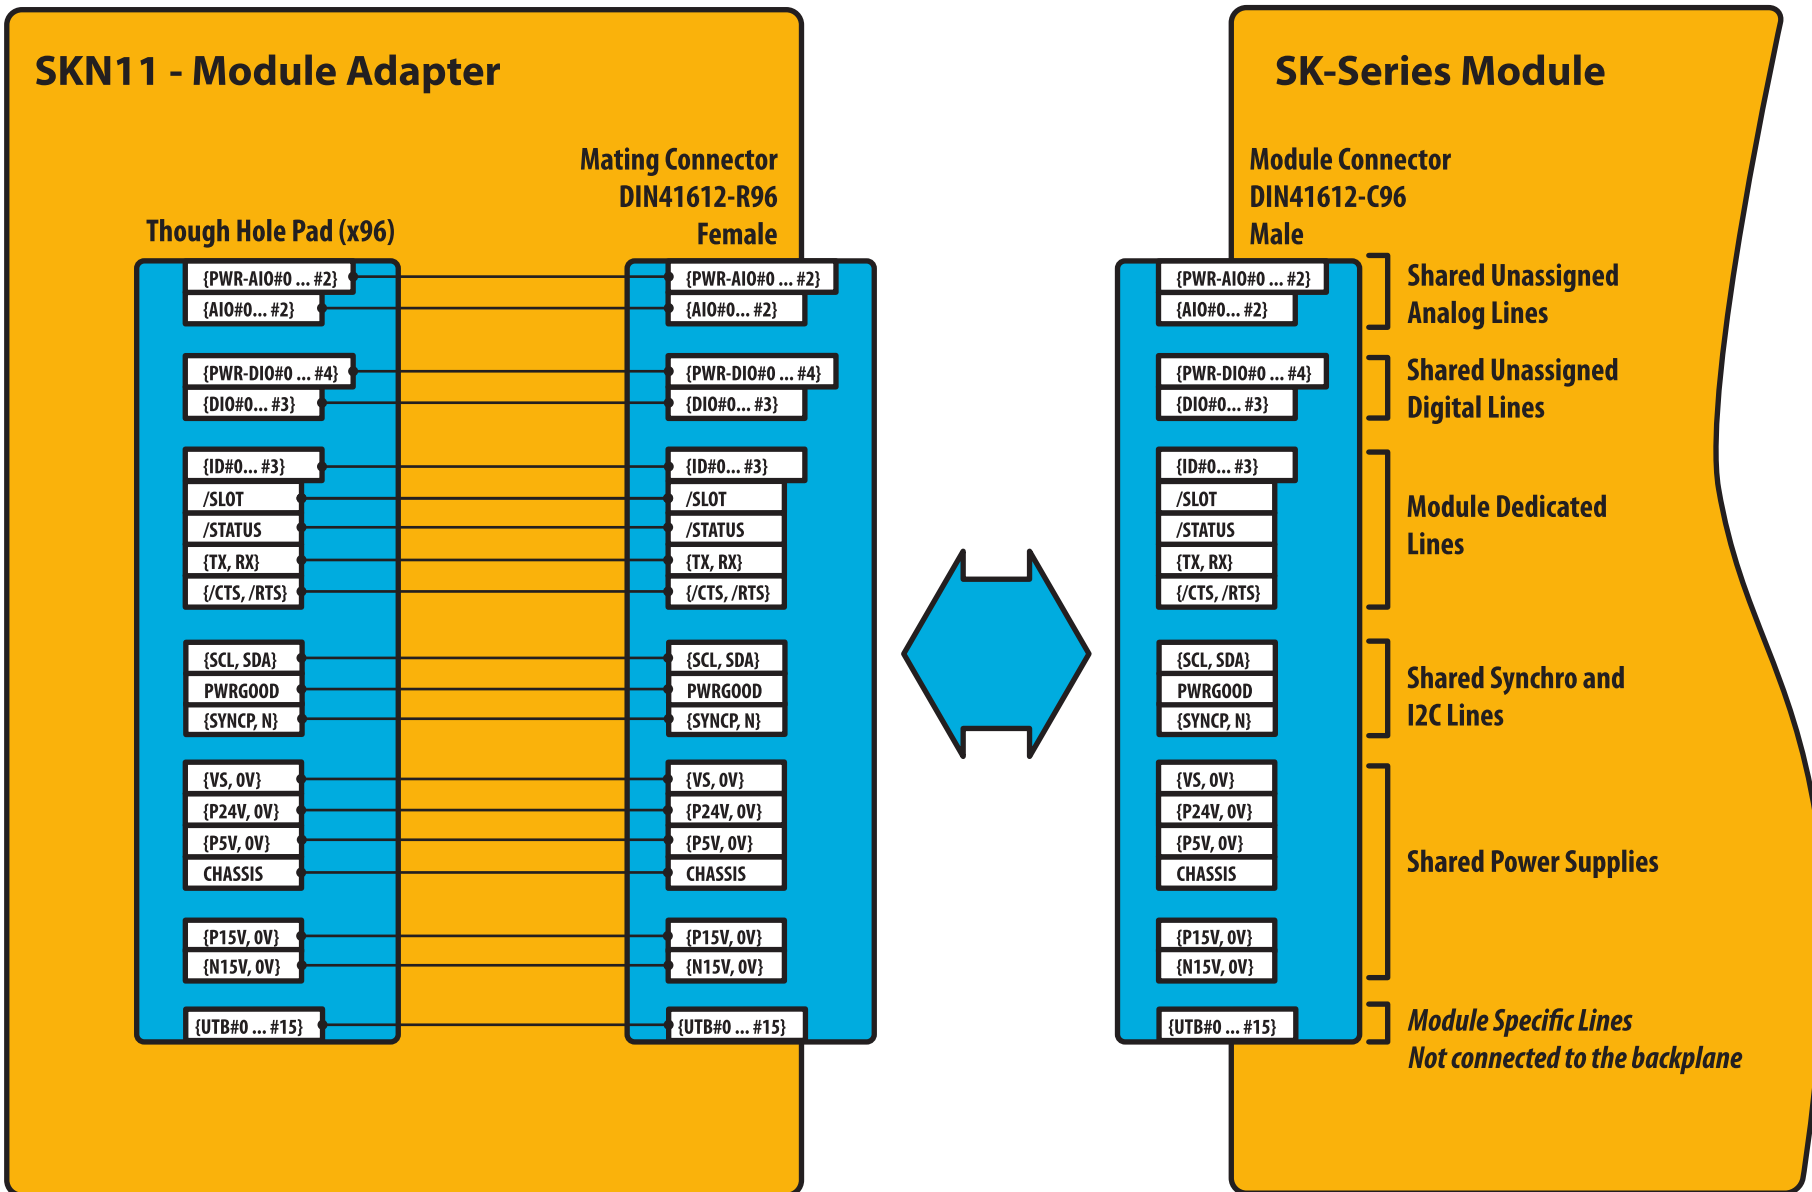 SKN11 - Module Adapter
Mating Connector
DIN41612-R96
Female
Though Hole Pad (x96)
{PWR-AIO#0 ... #2}
{AIO#0... #2}
{PWR-DIO#0 ... #4}
{DIO#0... #3}
{ID#0... #3}
/SLOT
/STATUS
{TX, RX}
{/CTS, /RTS}
{SCL, SDA}
PWRGOOD
{SYNCP, N}
{VS, 0V}
{P24V, 0V}
{P5V, 0V}
CHASSIS
{P15V, 0V}
{N15V, 0V}
{UTB#0 ... #15}
{PWR-AIO#0 ... #2}
{AIO#0... #2}
{PWR-DIO#0 ... #4}
{DIO#0... #3}
{ID#0... #3}
/SLOT
/STATUS
{TX, RX}
{/CTS, /RTS}
{SCL, SDA}
PWRGOOD
{SYNCP, N}
{VS, 0V}
{P24V, 0V}
{P5V, 0V}
CHASSIS
{P15V, 0V}
{N15V, 0V}
{UTB#0 ... #15}
SK-Series Module
Module Connector
DIN41612-C96
Male
{PWR-AIO#0 ... #2}
{AIO#0... #2}
{PWR-DIO#0 ... #4}
{DIO#0... #3}
{ID#0... #3}
/SLOT
/STATUS
{TX, RX}
{/CTS, /RTS}
{SCL, SDA}
PWRGOOD
{SYNCP, N}
{VS, 0V}
{P24V, 0V}
{P5V, 0V}
CHASSIS
{P15V, 0V}
{N15V, 0V}
{UTB#0 ... #15}
Shared Unassigned
Analog Lines
Shared Unassigned
Digital Lines
Module Dedicated
Lines
Shared Synchro and
I2C Lines
Shared Power Supplies
Module Specific Lines
Not connected to the backplane